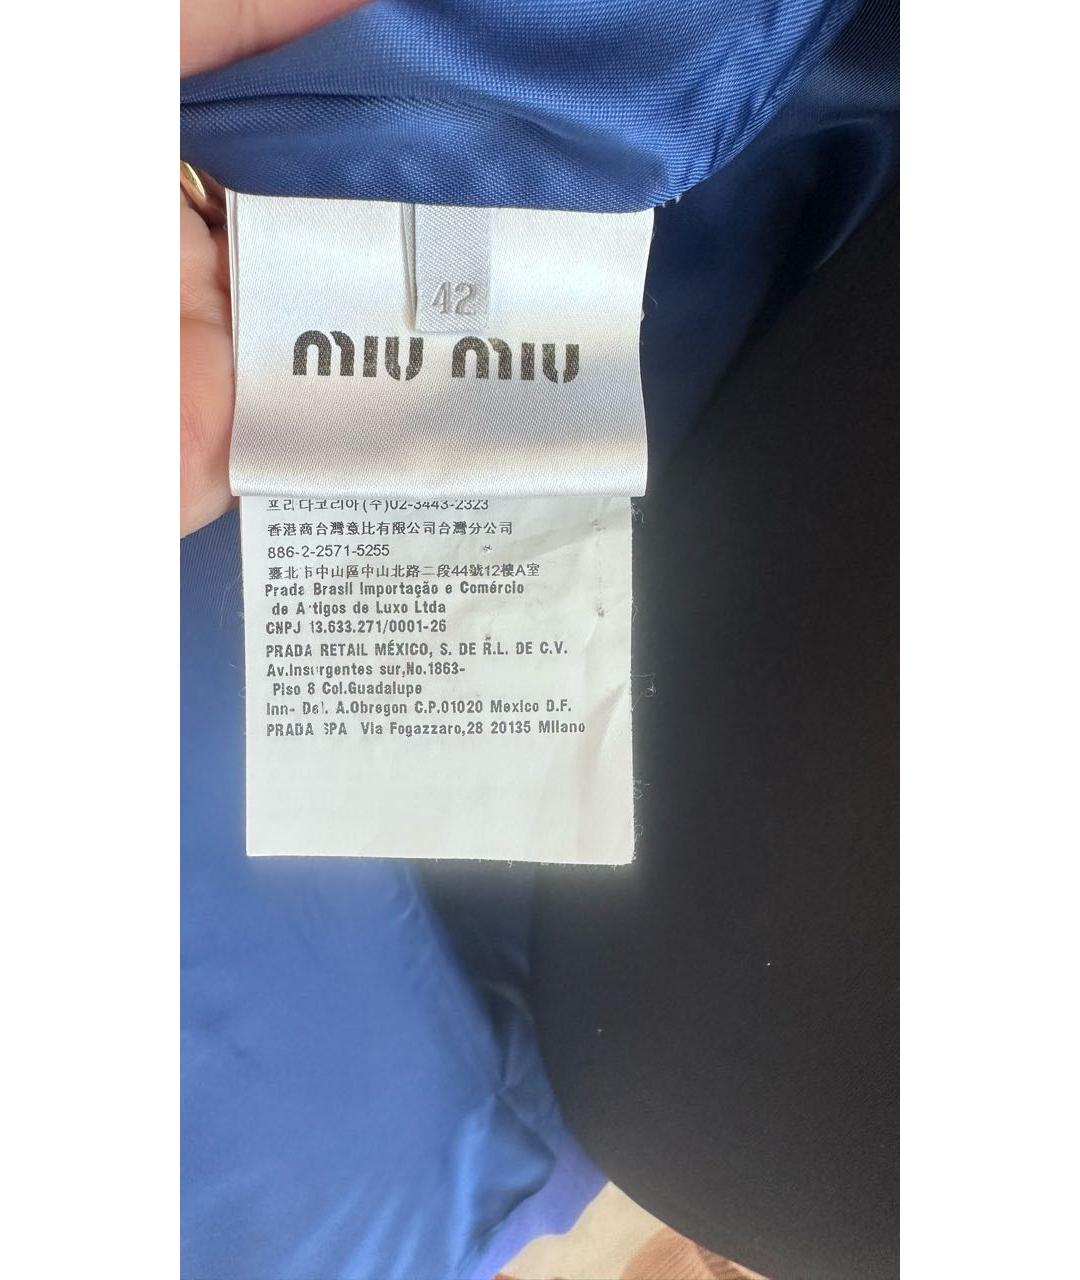 42
miu miu
프라다코리아(주)02-3443-2323
香港商台灣意比有限公司台灣分公司
886-2-2571-5255
臺北市中山區中山北路二段44號12樓A室
Prada Brasil Importação e Comércio
de Artigos de Luxo Ltda
CNPJ 13.633.271/0001-26
PRADA RETAIL MÉXICO, S. DE R.L. DE C.V.
Av.Insurgentes sur,No.1863-
Piso 8 Col.Guadalupe
Inn- Del. A.Obregon C.P.01020 Mexico D.F.
PRADA SPA Via Fogazzaro,28 20135 Milano